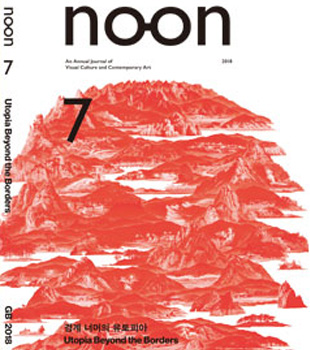 noon
7
Utopia Beyond the Borders
GB 2018
noon
An Annual Journal of
Visual Culture and Contemporary Art
2018
7
경계 너머의 유토피아
Utopia Beyond the Borders